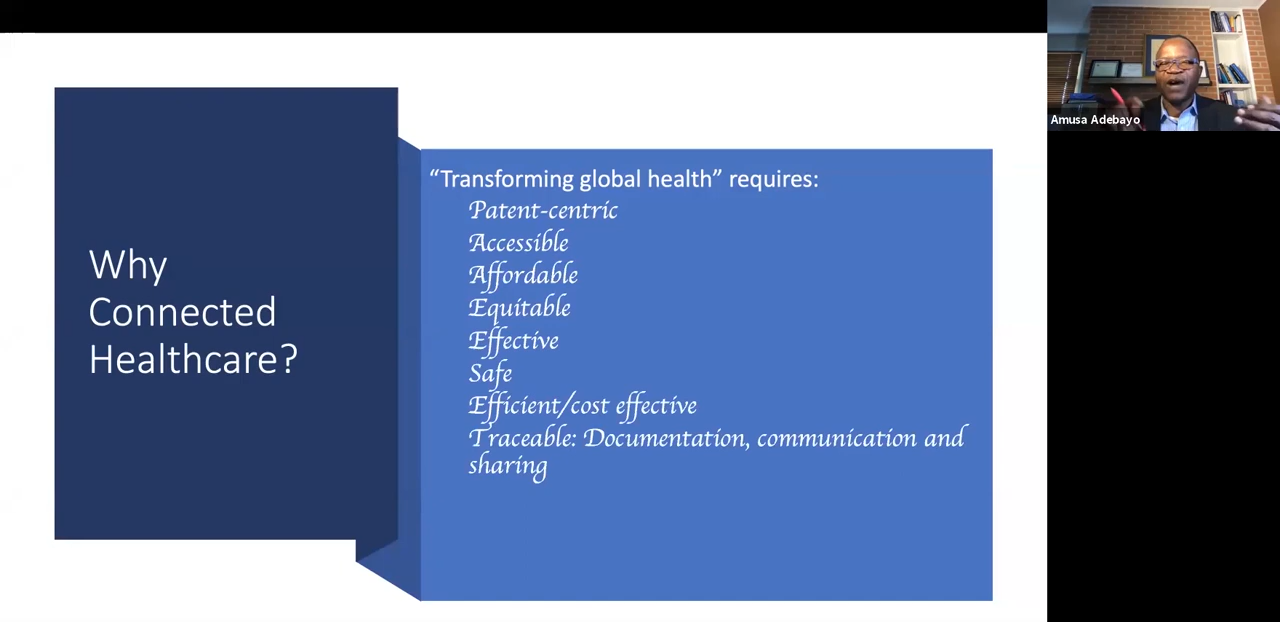 Why
Connected
Healthcare?
“Transforming global health” requires:
Patent-centric
Accessible
Affordable
Equitable
Effective
Safe
Efficient/cost effective
Traceable: Documentation, communication and
sharing
Amusa Adebayo